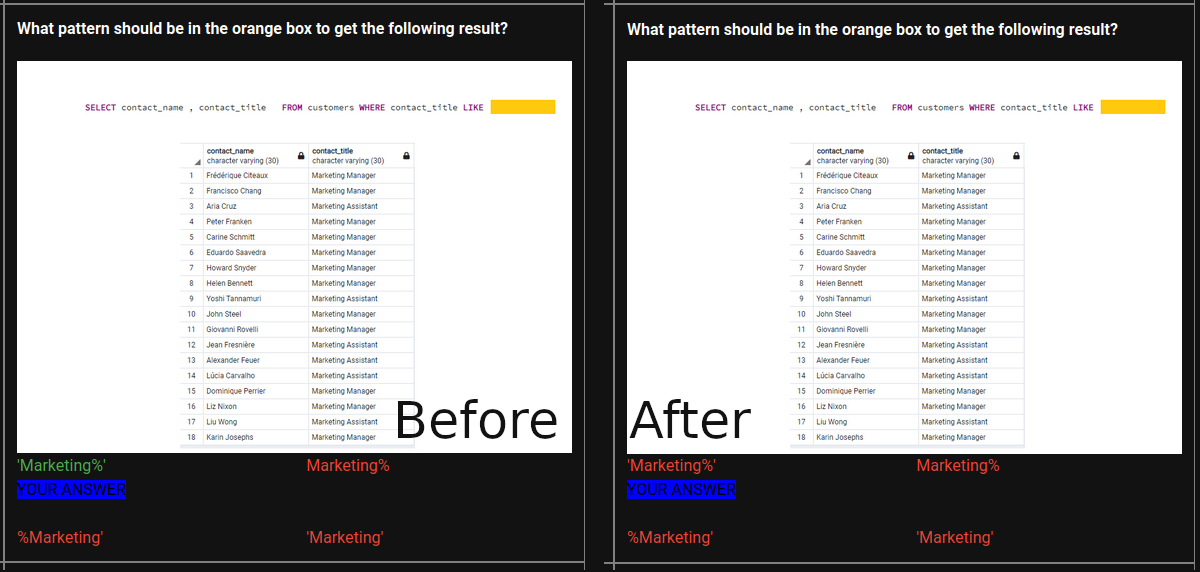 What pattern should be in the orange box to get the following result?
SELECT contact_name , contact_title FROM customers WHERE contact_title LIKE
contact_name contact_title
character varying (30) character varying (30)
1 Frédérique Citeaux Marketing Manager
2 Francisco Chang Marketing Manager
3 Aria Cruz Marketing Assistant
4 Peter Franken Marketing Manager
5 Carine Schmitt Marketing Manager
6 Eduardo Saavedra Marketing Manager
7 Howard Snyder Marketing Manager
8 Helen Bennett Marketing Manager
9 Yoshi Tannamuri Marketing Assistant
10 John Steel Marketing Manager
11 Giovanni Rovelli Marketing Manager
12 Jean Fresnière Marketing Assistant
13 Alexander Feuer Marketing Assistant
14 Lúcia Carvalho Marketing Assistant
15 Dominique Perrier Marketing Manager
16 Liz Nixon Marketing Manager
17 Liu Wong Marketing Assistant
18 Karin Josephs Marketing Manager
Before
'Marketing%' Marketing%
YOUR ANSWER
%Marketing' 'Marketing'
What pattern should be in the orange box to get the following result?
SELECT contact_name , contact_title FROM customers WHERE contact_title LIKE
contact_name contact_title
character varying (30) character varying (30)
1 Frédérique Citeaux Marketing Manager
2 Francisco Chang Marketing Manager
3 Aria Cruz Marketing Assistant
4 Peter Franken Marketing Manager
5 Carine Schmitt Marketing Manager
6 Eduardo Saavedra Marketing Manager
7 Howard Snyder Marketing Manager
8 Helen Bennett Marketing Manager
9 Yoshi Tannamuri Marketing Assistant
10 John Steel Marketing Manager
11 Giovanni Rovelli Marketing Manager
12 Jean Fresnière Marketing Assistant
13 Alexander Feuer Marketing Assistant
14 Lúcia Carvalho Marketing Assistant
15 Dominique Perrier Marketing Manager
16 Liz Nixon Marketing Manager
17 Liu Wong Marketing Assistant
18 Karin Josephs Marketing Manager
After
'Marketing%' Marketing%
YOUR ANSWER
%Marketing' 'Marketing'